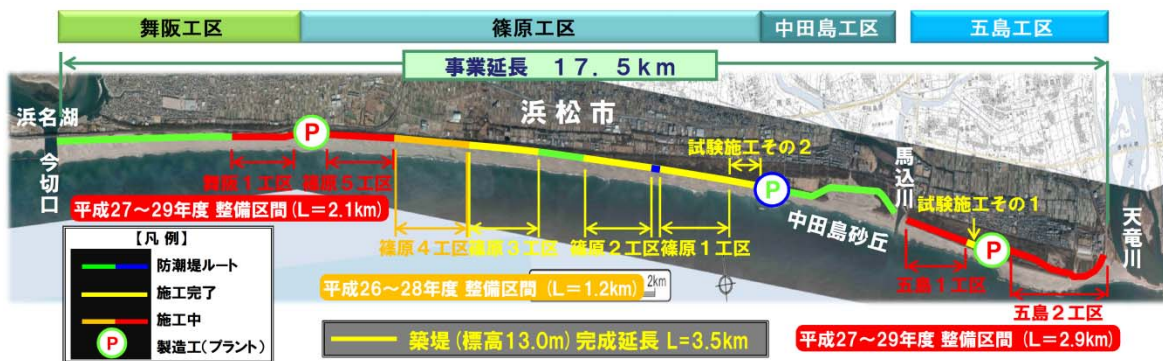 舞阪工区
篠原工区
中田島工区
五島工区
事業延長 17.5km
浜名湖
今切口
浜松市
P
舞阪1工区
篠原5工区
平成27~29年度 整備区間(L=2.1km)
篠原4工区
篠原3工区
篠原2工区
篠原1工区
試験施工その2
P
中田島砂丘
馬込川
試験施工その1
P
天竜川
五島1工区
五島2工区
平成26~28年度 整備区間 (L=1.2km)
2km
平成27~29年度 整備区間(L=2.9km)
【凡 例】
防潮堤ルート
施工完了
施工中
P 製造工(プラント)
築堤(標高13.0m)完成延長 L=3.5km